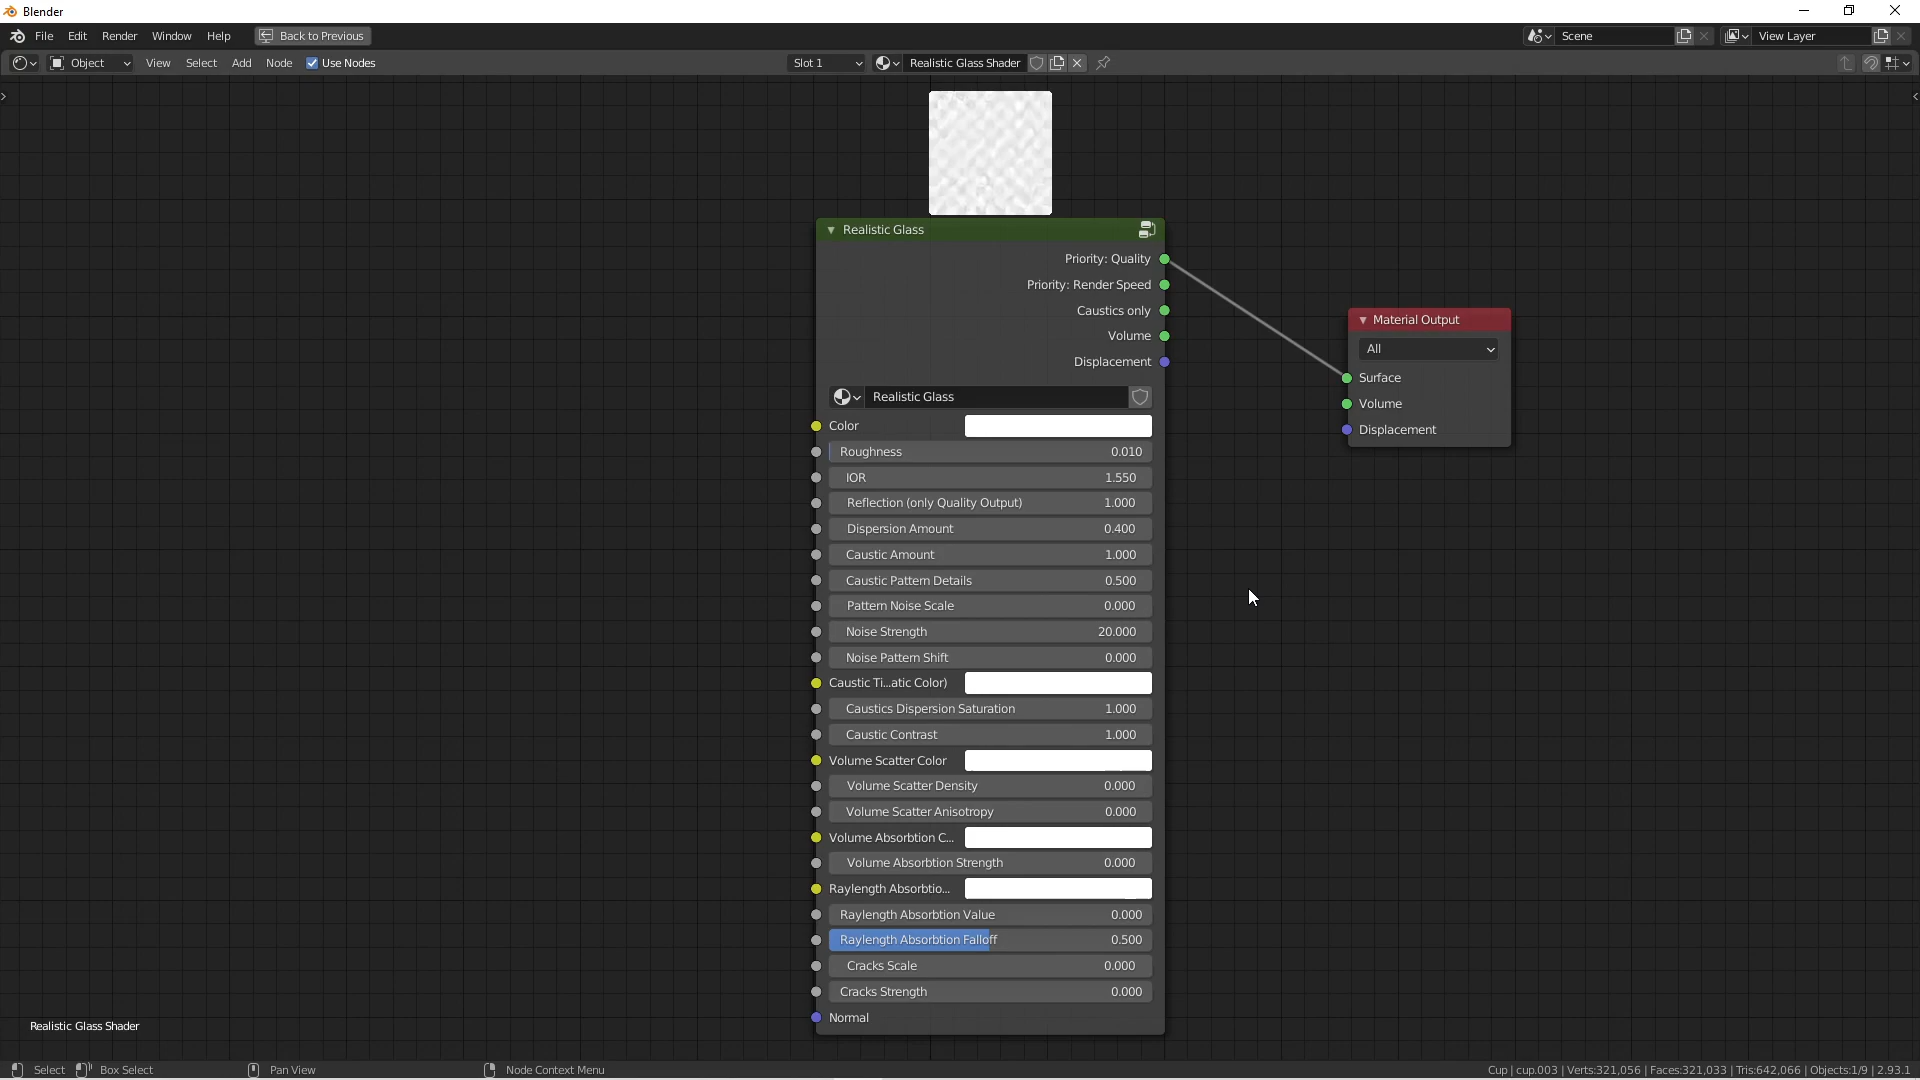 Blender
File Edit Render Window Help Back to Previous Scene View Layer
Object View Select Add Node Use Nodes Slot 1 Realistic Glass Shader
Realistic Glass
Priority: Quality
Priority: Render Speed
Caustics only
Volume
Displacement
Realistic Glass
Color
Roughness 0.010
IOR 1.550
Reflection (only Quality Output) 1.000
Dispersion Amount 0.400
Caustic Amount 1.000
Caustic Pattern Details 0.500
Pattern Noise Scale 0.000
Noise Strength 20.000
Noise Pattern Shift 0.000
Caustic Ti...atic Color)
Caustics Dispersion Saturation 1.000
Caustic Contrast 1.000
Volume Scatter Color
Volume Scatter Density 0.000
Volume Scatter Anisotropy 0.000
Volume Absorbtion C...
Volume Absorbtion Strength 0.000
Raylength Absorbtio...
Raylength Absorbtion Value 0.000
Raylength Absorbtion Falloff 0.500
Cracks Scale 0.000
Cracks Strength 0.000
Normal
Material Output
All
Surface
Volume
Displacement
Realistic Glass Shader
Select Box Select Pan View Node Context Menu Cup | cup.003 | Verts:321,056 | Faces:321,033 | Tris:642,066 | Objects:1/9 | 2.93.1